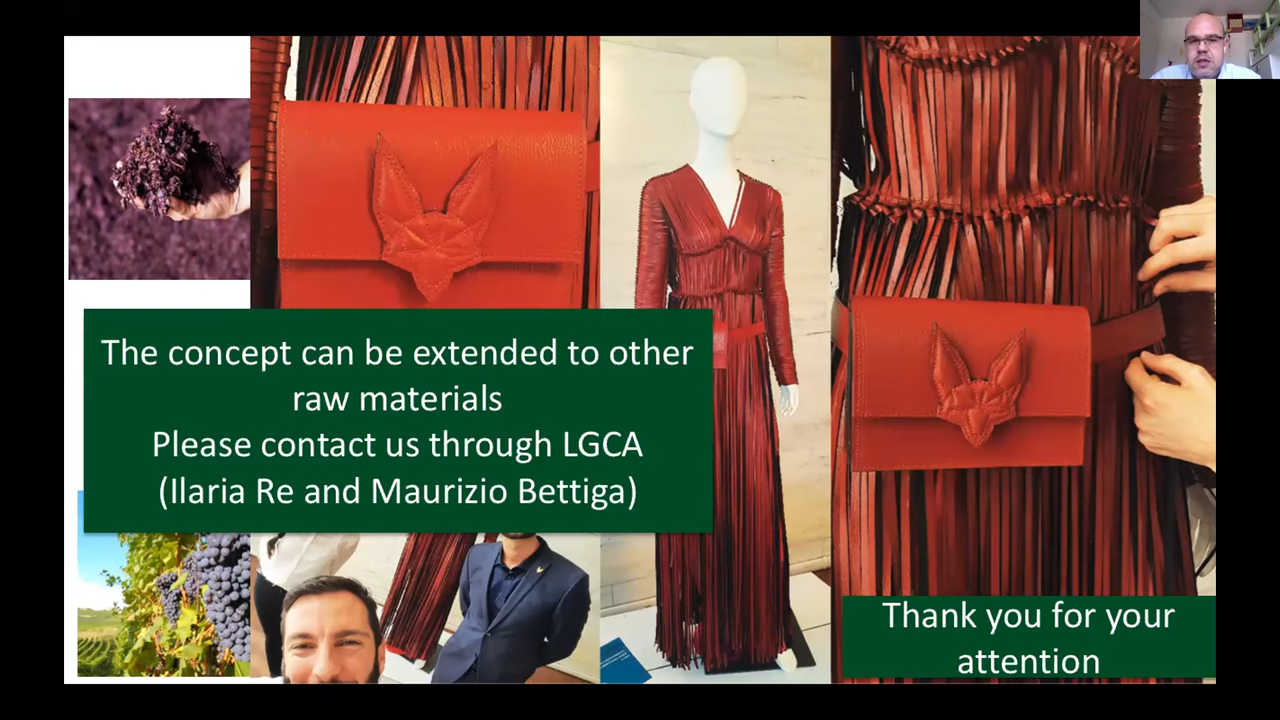 The concept can be extended to other
raw materials
Please contact us through LGCA
(Ilaria Re and Maurizio Bettiga)
Thank you for your
attention